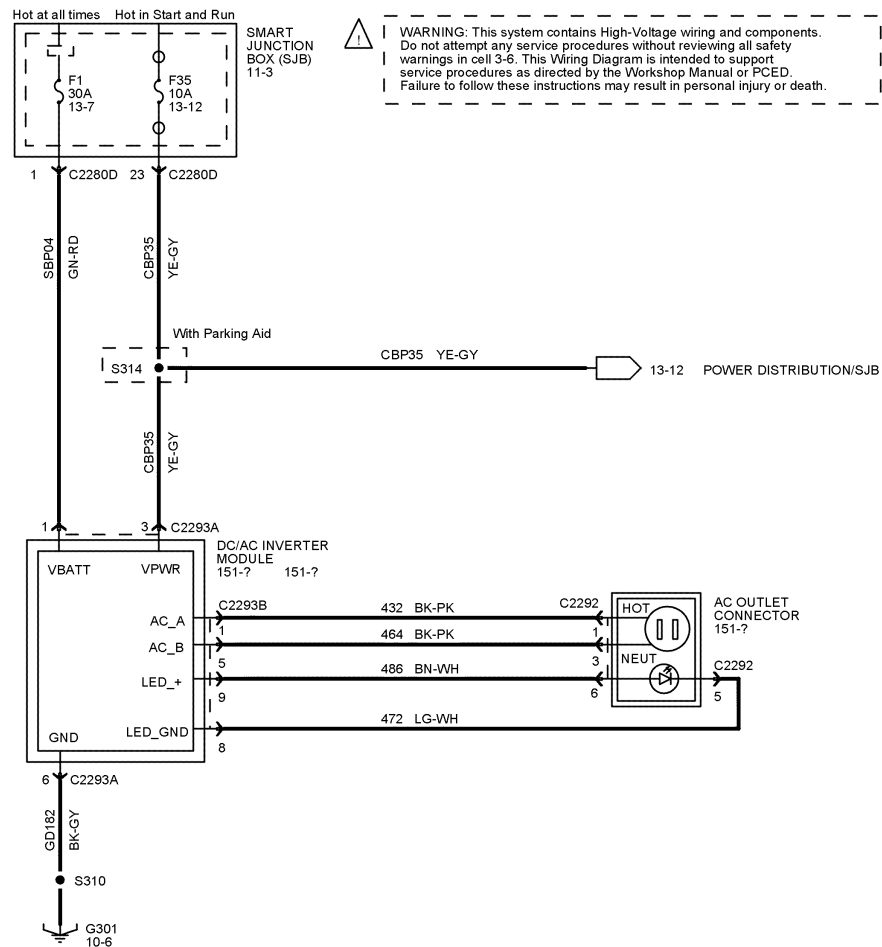 Hot at all times
Hot in Start and Run
SMART
JUNCTION
BOX (SJB)
11-3
F1
30A
13-7
F35
10A
13-12
WARNING: This system contains High-Voltage wiring and components.
Do not attempt any service procedures without reviewing all safety
warnings in cell 3-6. This Wiring Diagram is intended to support
service procedures as directed by the Workshop Manual or PCED.
Failure to follow these instructions may result in personal injury or death.
!
1
C2280D
23
C2280D
SBP04
GN-RD
CBP35
YE-GY
With Parking Aid
S314
CBP35 YE-GY
13-12
POWER DISTRIBUTION/SJB
CBP35
YE-GY
1
3
C2293A
DC/AC INVERTER
MODULE
151-? 151-?
VBATT
VPWR
AC_A
AC_B
LED_+
LED_GND
GND
C2293B
1
5
9
8
432 BK-PK
464 BK-PK
486 BN-WH
472 LG-WH
C2292
1
3
6
HOT
NEUT
AC OUTLET
CONNECTOR
151-?
C2292
5
6
C2293A
GD182
BK-GY
S310
G301
10-6